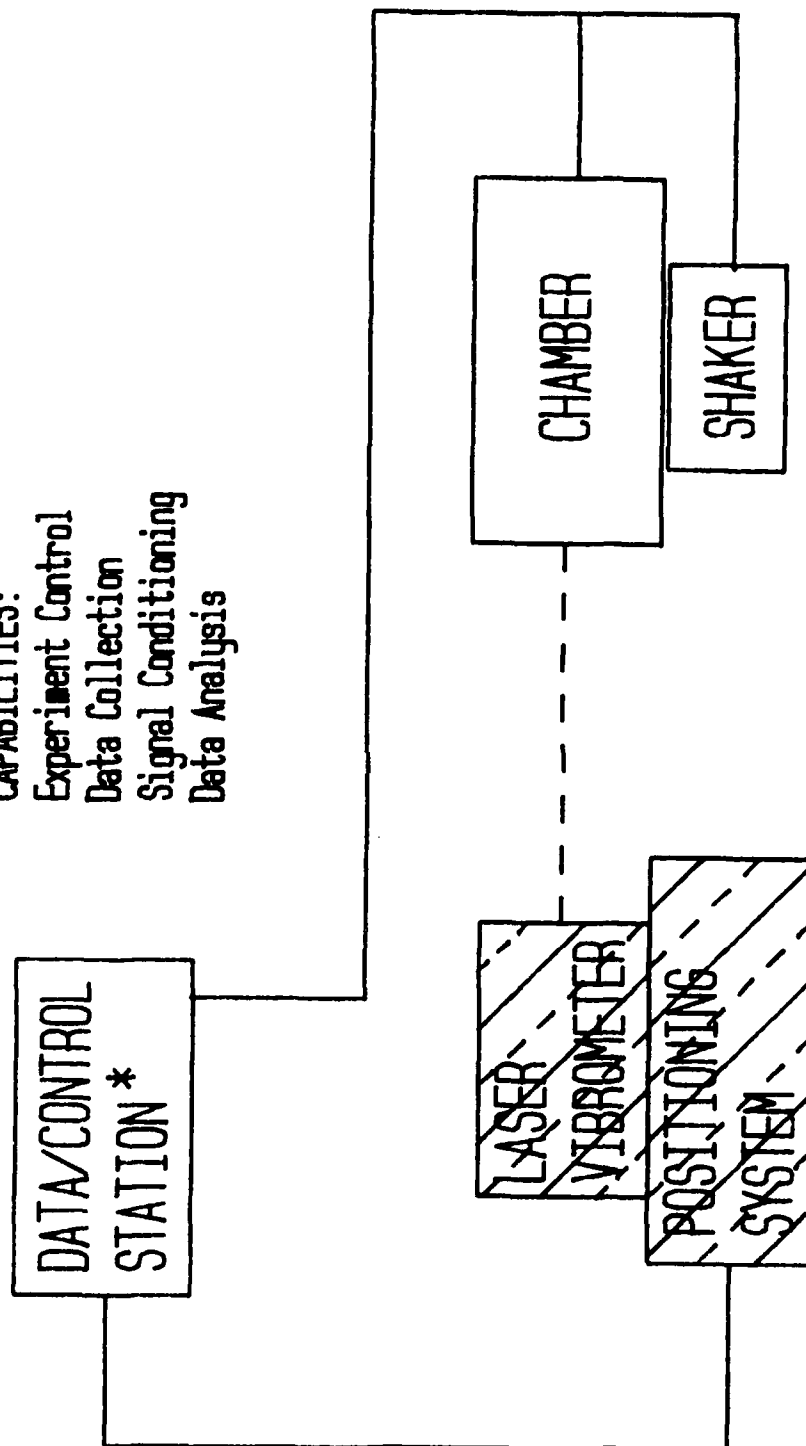 CAPABILITIES:
Experiment Control
Data Collection
Signal Conditioning
Data Analysis
DATA/CONTROL
STATION*
LASER
VIBROMETER
POSITIONING
SYSTEM
CHAMBER
SHAKER